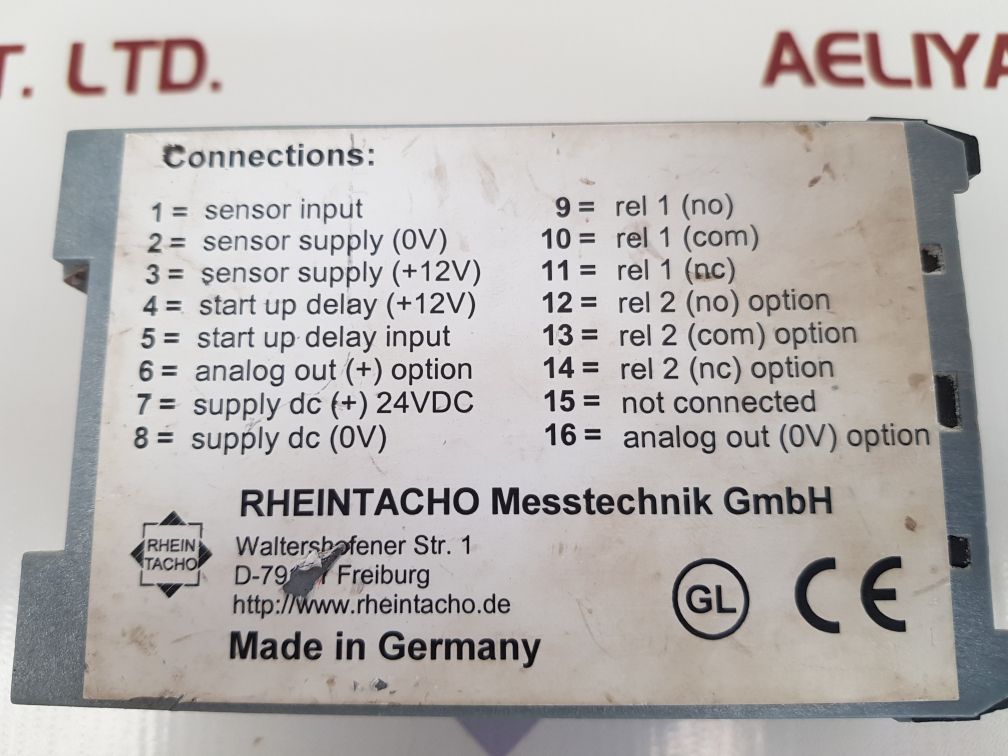 T. LTD.
AELIYA
Connections:
1 = sensor input
2 = sensor supply (0V)
3 = sensor supply (+12V)
4 = start up delay (+12V)
5 = start up delay input
6 = analog out (+) option
7 = supply dc (+) 24VDC
8 = supply dc (0V)
9 = rel 1 (no)
10 = rel 1 (com)
11 = rel 1 (nc)
12 = rel 2 (no) option
13 = rel 2 (com) option
14 = rel 2 (nc) option
15 = not connected
16 = analog out (0V) option
RHEINTACHO Messtechnik GmbH
RHEIN
TACHO
Waltershofener Str. 1
Freiburg
http://www.rheintacho.de
Made in Germany
GL
CE